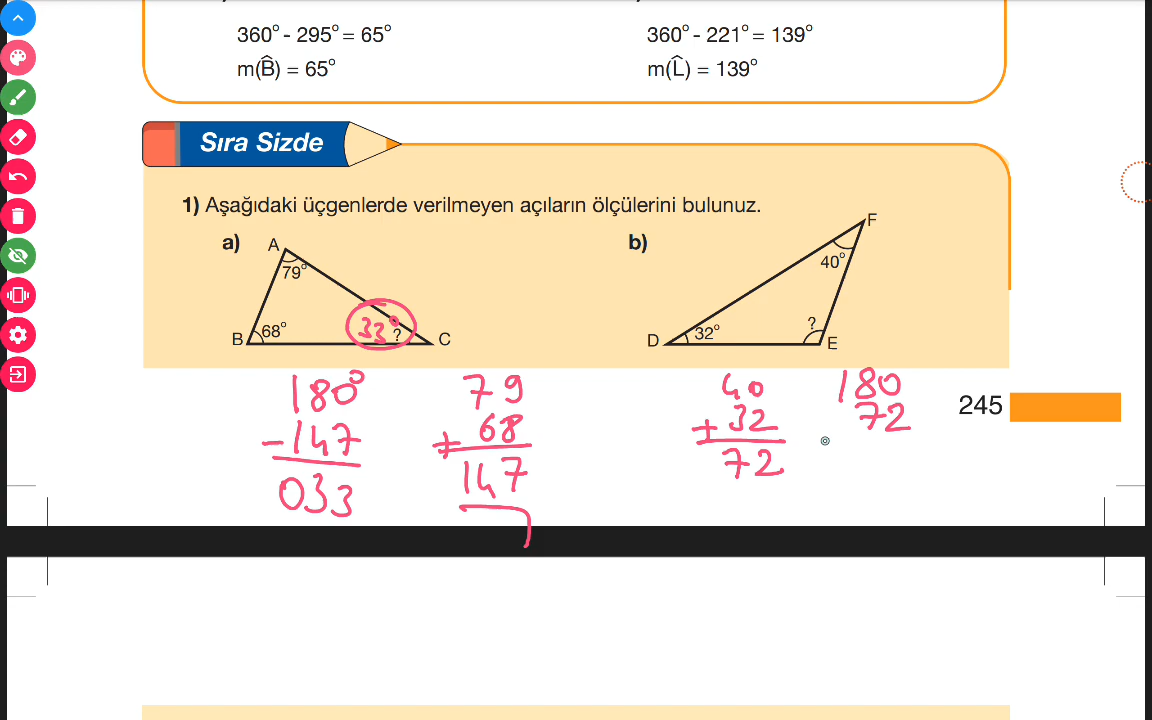 360° - 295° = 65°
m(B̂) = 65°
360° - 221° = 139°
m(L̂) = 139°
Sıra Sizde
1) Aşağıdaki üçgenlerde verilmeyen açıların ölçülerini bulunuz.
a)
A
79°
B
68°
33°
?
C
b)
F
40°
D
32°
?
E
180°
-147
033
79
+ 68
147
40
+ 32
72
180
72
245